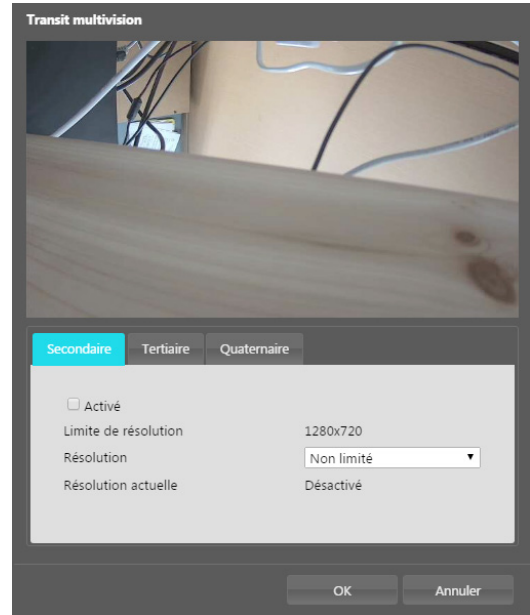 Transit multivision
Secondaire Tertiaire Quaternaire
Activé
Limite de résolution 1280x720
Résolution Non limité
Résolution actuelle Désactivé
OK Annuler